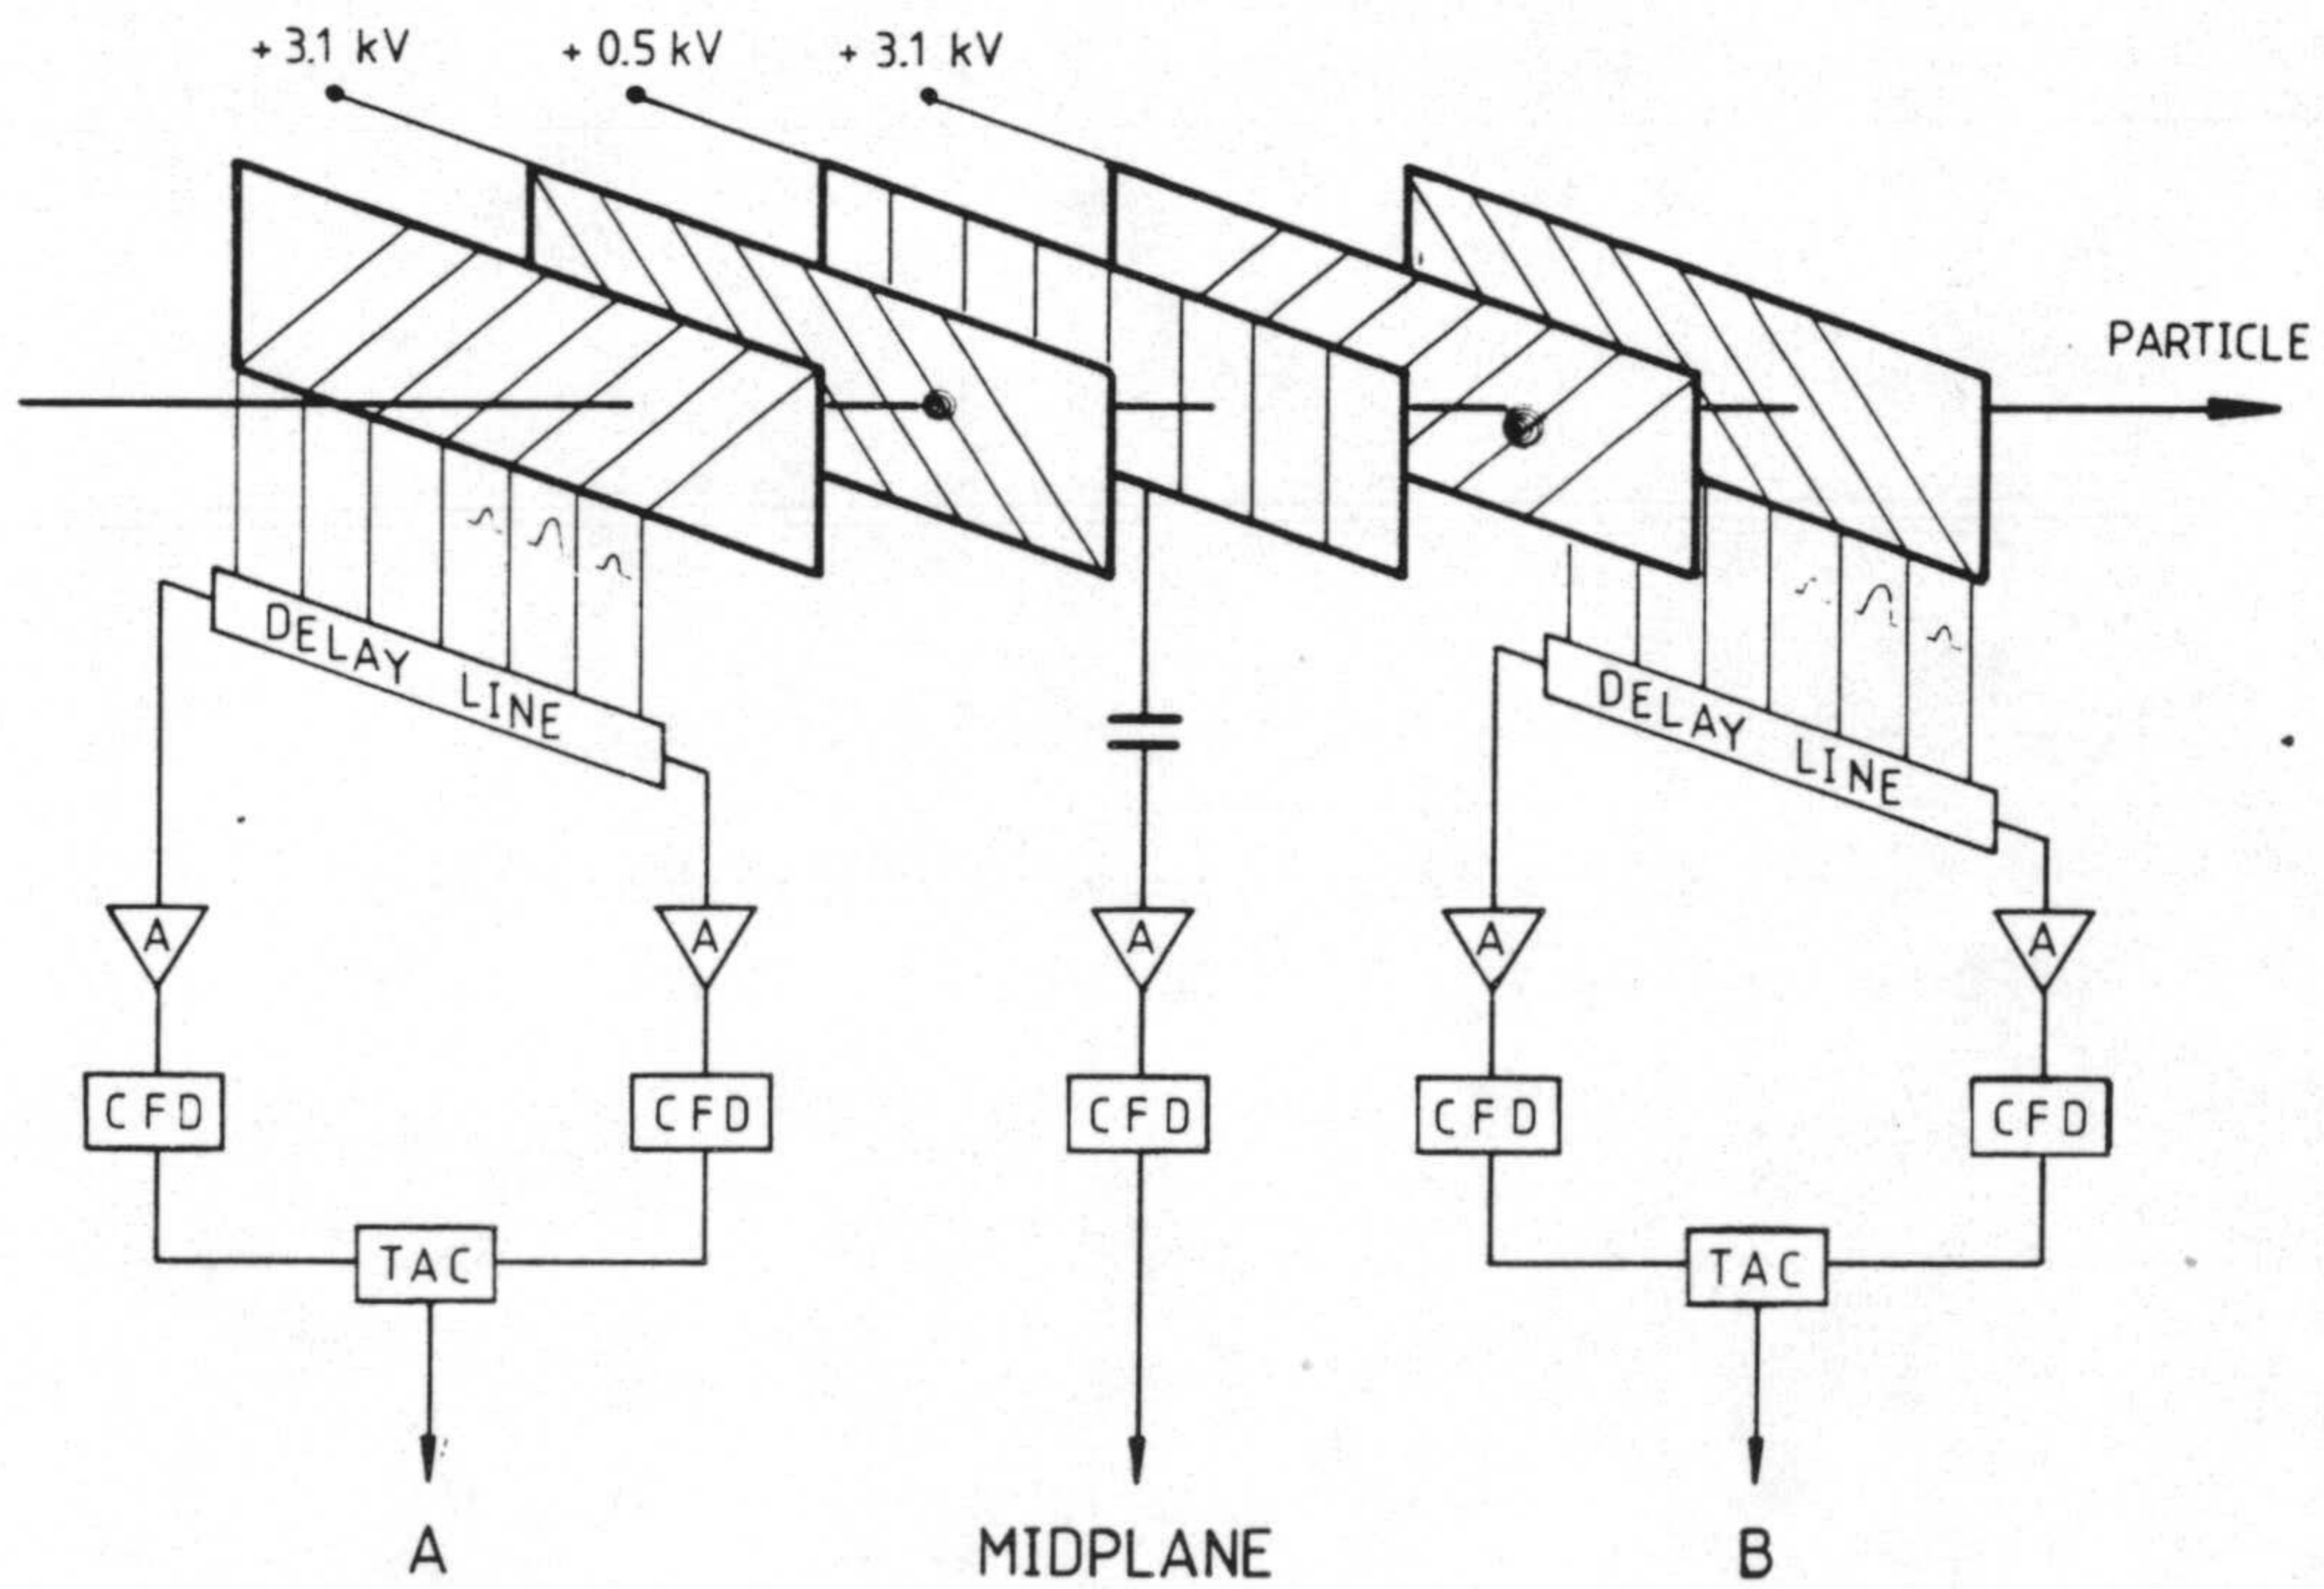 + 3.1 kV + 0.5 kV + 3.1 kV
PARTICLE
DELAY LINE
DELAY LINE
A A A A A
CFD CFD CFD CFD CFD
TAC TAC
A MIDPLANE B